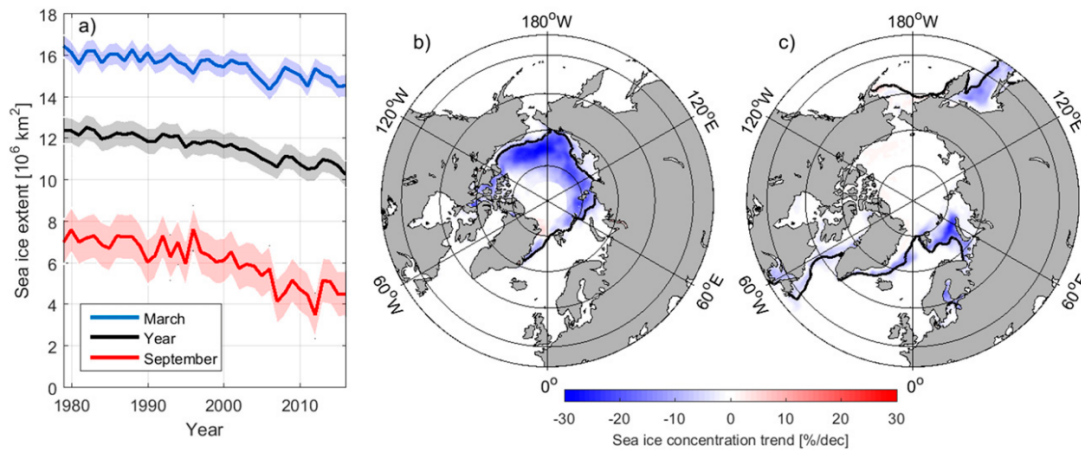 a)
Sea ice extent [10⁶ km²]
18
16
14
12
10
8
6
4
2
0
March
Year
September
1980
1990
2000
2010
Year
b)
180°W
120°W
120°E
60°W
60°E
0°
c)
180°W
120°W
120°E
60°W
60°E
0°
-30
-20
-10
0
10
20
30
Sea ice concentration trend [%/dec]